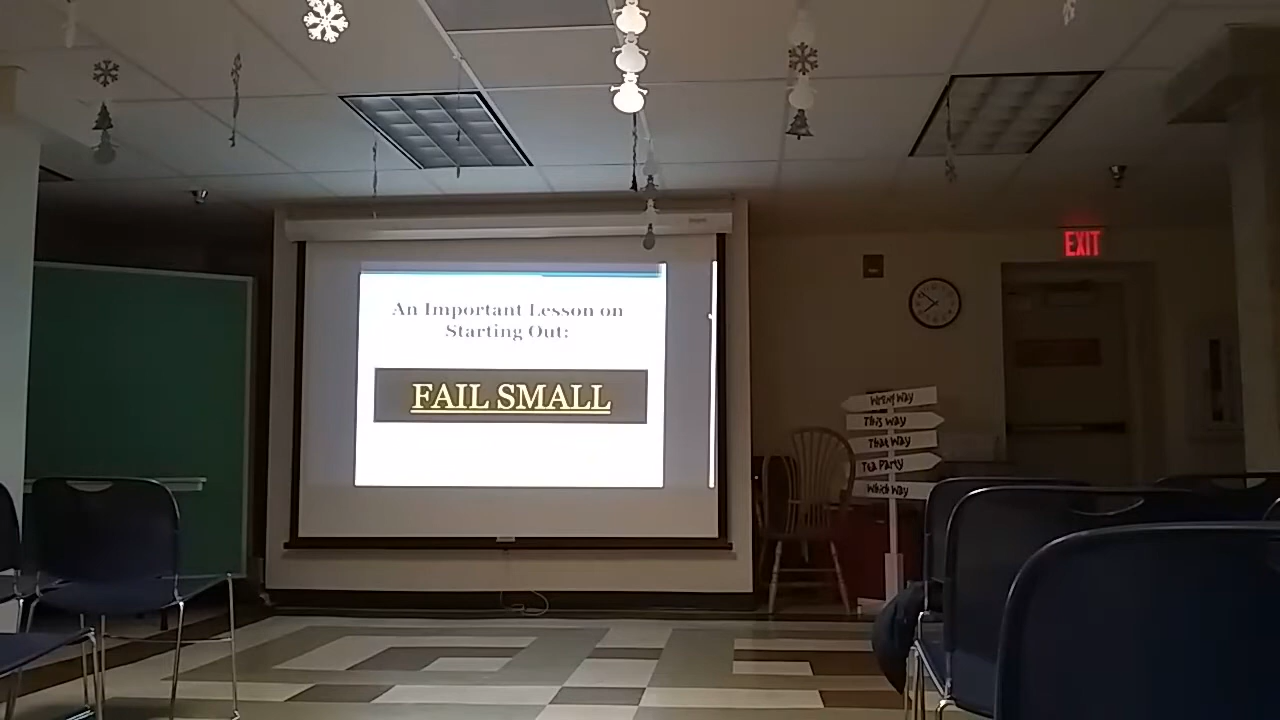 An Important Lesson on
Starting Out:
FAIL SMALL
EXIT
This way
That Way
Tea Party
Which Way